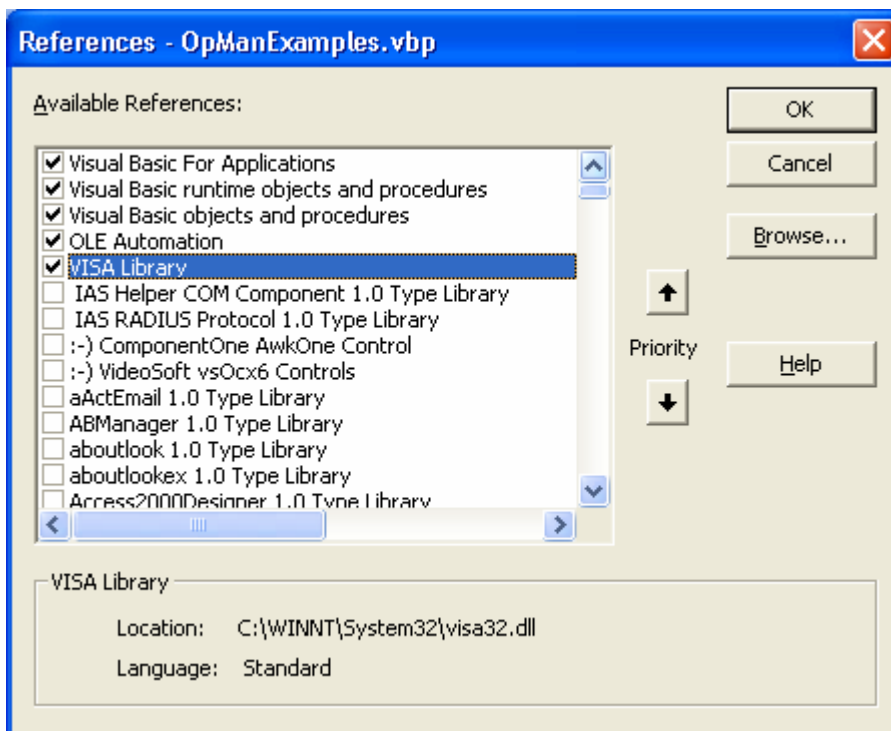 References - OpManExamples.vbp
Available References:
OK
Cancel
Browse...
Priority
Help
Visual Basic For Applications
Visual Basic runtime objects and procedures
Visual Basic objects and procedures
OLE Automation
VISA Library
IAS Helper COM Component 1.0 Type Library
IAS RADIUS Protocol 1.0 Type Library
:-) ComponentOne AwkOne Control
:-) VideoSoft vsOcx6 Controls
aActEmail 1.0 Type Library
ABManager 1.0 Type Library
aboutlook 1.0 Type Library
aboutlookex 1.0 Type Library
Access2000Designer 1.0 Type Library
VISA Library
Location: C:\WINNT\System32\visa32.dll
Language: Standard